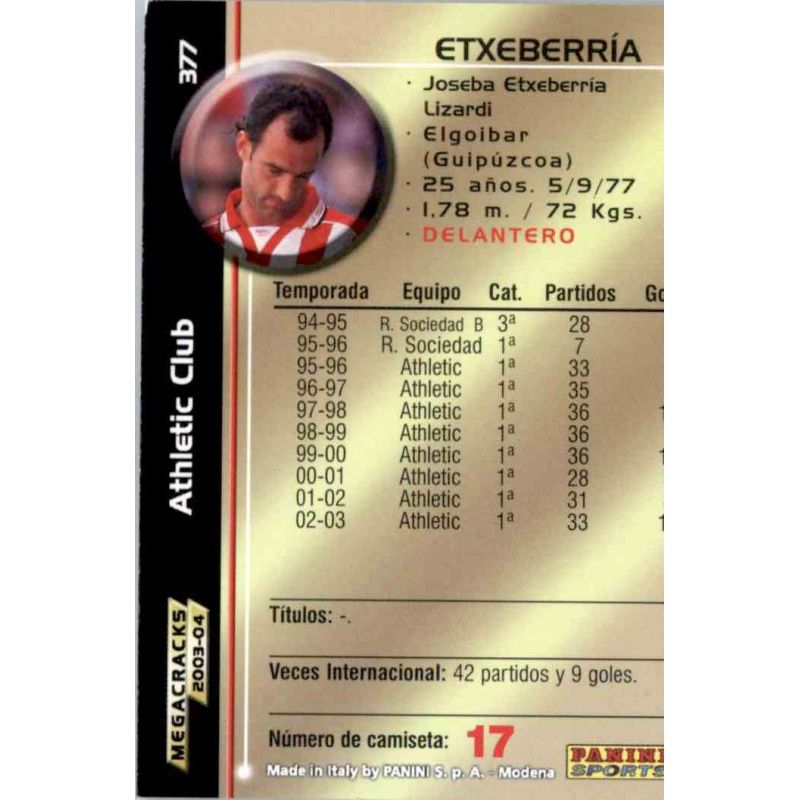 377
ETXEBERRÍA
· Joseba Etxeberría
Lizardi
· Elgoibar
(Guipúzcoa)
· 25 años. 5/9/77
· 1.78 m. / 72 Kgs.
· DELANTERO
Temporada Equipo Cat. Partidos
94-95 R. Sociedad B 3ª 28
95-96 R. Sociedad 1ª 7
95-96 Athletic 1ª 33
96-97 Athletic 1ª 35
97-98 Athletic 1ª 36
98-99 Athletic 1ª 36
99-00 Athletic 1ª 36
00-01 Athletic 1ª 28
01-02 Athletic 1ª 31
02-03 Athletic 1ª 33
Athletic Club
Títulos: -.
Veces Internacional: 42 partidos y 9 goles.
Número de camiseta: 17
MEGACRACKS
2003-04
Made in Italy by PANINI S. p. A. - Modena
PANINI
SPORTS